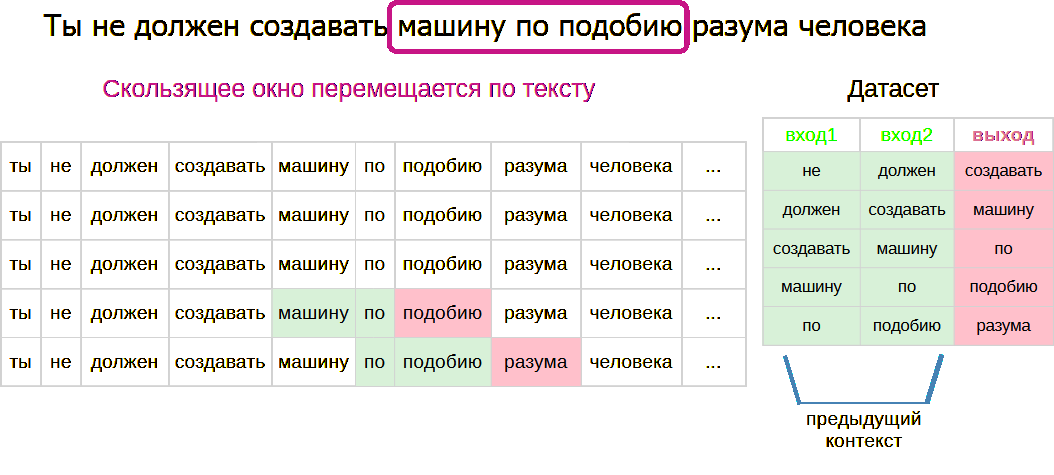 Ты не должен создавать машину по подобию разума человека
Скользящее окно перемещается по тексту
Датасет
ты не должен создавать машину по подобию разума человека ...
ты не должен создавать машину по подобию разума человека ...
ты не должен создавать машину по подобию разума человека ...
ты не должен создавать машину по подобию разума человека ...
ты не должен создавать машину по подобию разума человека ...
вход1 вход2 выход
не должен создавать
должен создавать машину
создавать машину по
машину по подобию
по подобию разума
предыдущий
контекст